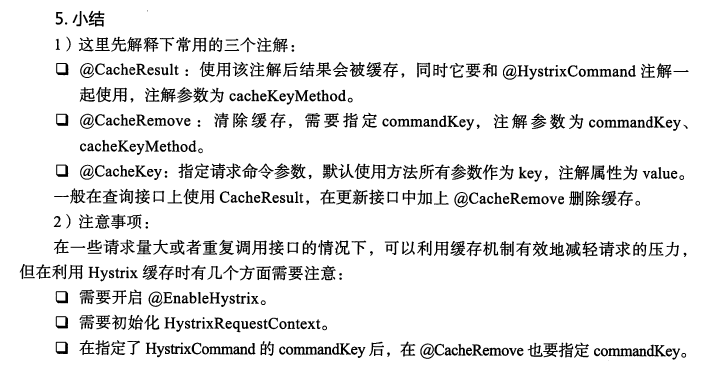 5. 小结
1）这里先解释下常用的三个注解：
❑ @CacheResult：使用该注解后结果会被缓存，同时它要和 @HystrixCommand 注解一
起使用，注解参数为 cacheKeyMethod。
❑ @CacheRemove：清除缓存，需要指定 commandKey，注解参数为 commandKey、
cacheKeyMethod。
❑ @CacheKey：指定请求命令参数，默认使用方法所有参数作为 key，注解属性为 value。
一般在查询接口上使用 CacheResult，在更新接口中加上 @CacheRemove 删除缓存。
2）注意事项：
在一些请求量大或者重复调用接口的情况下，可以利用缓存机制有效地减轻请求的压力，
但在利用 Hystrix 缓存时有几个方面需要注意：
❑ 需要开启 @EnableHystrix。
❑ 需要初始化 HystrixRequestContext。
❑ 在指定了 HystrixCommand 的 commandKey 后，在 @CacheRemove 也要指定 commandKey。